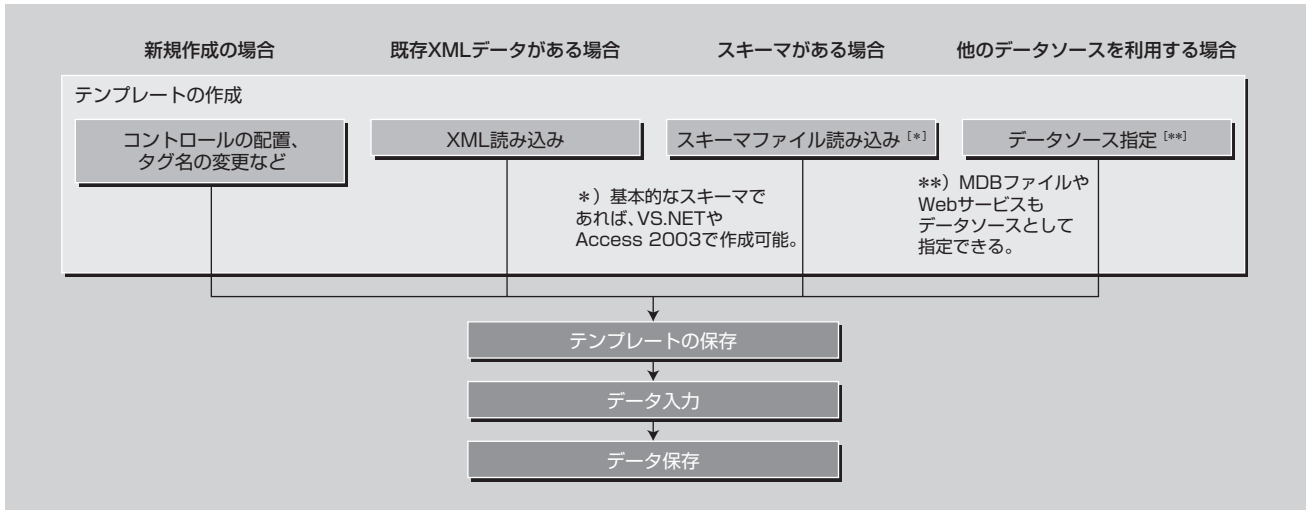 新規作成の場合
既存XMLデータがある場合
スキーマがある場合
他のデータソースを利用する場合
テンプレートの作成
コントロールの配置、
タグ名の変更など
XML読み込み
スキーマファイル読み込み [*]
データソース指定 [**]
*）基本的なスキーマで
あれば、VS.NETや
Access 2003で作成可能。
**）MDBファイルや
Webサービスも
データソースとして
指定できる。
テンプレートの保存
データ入力
データ保存